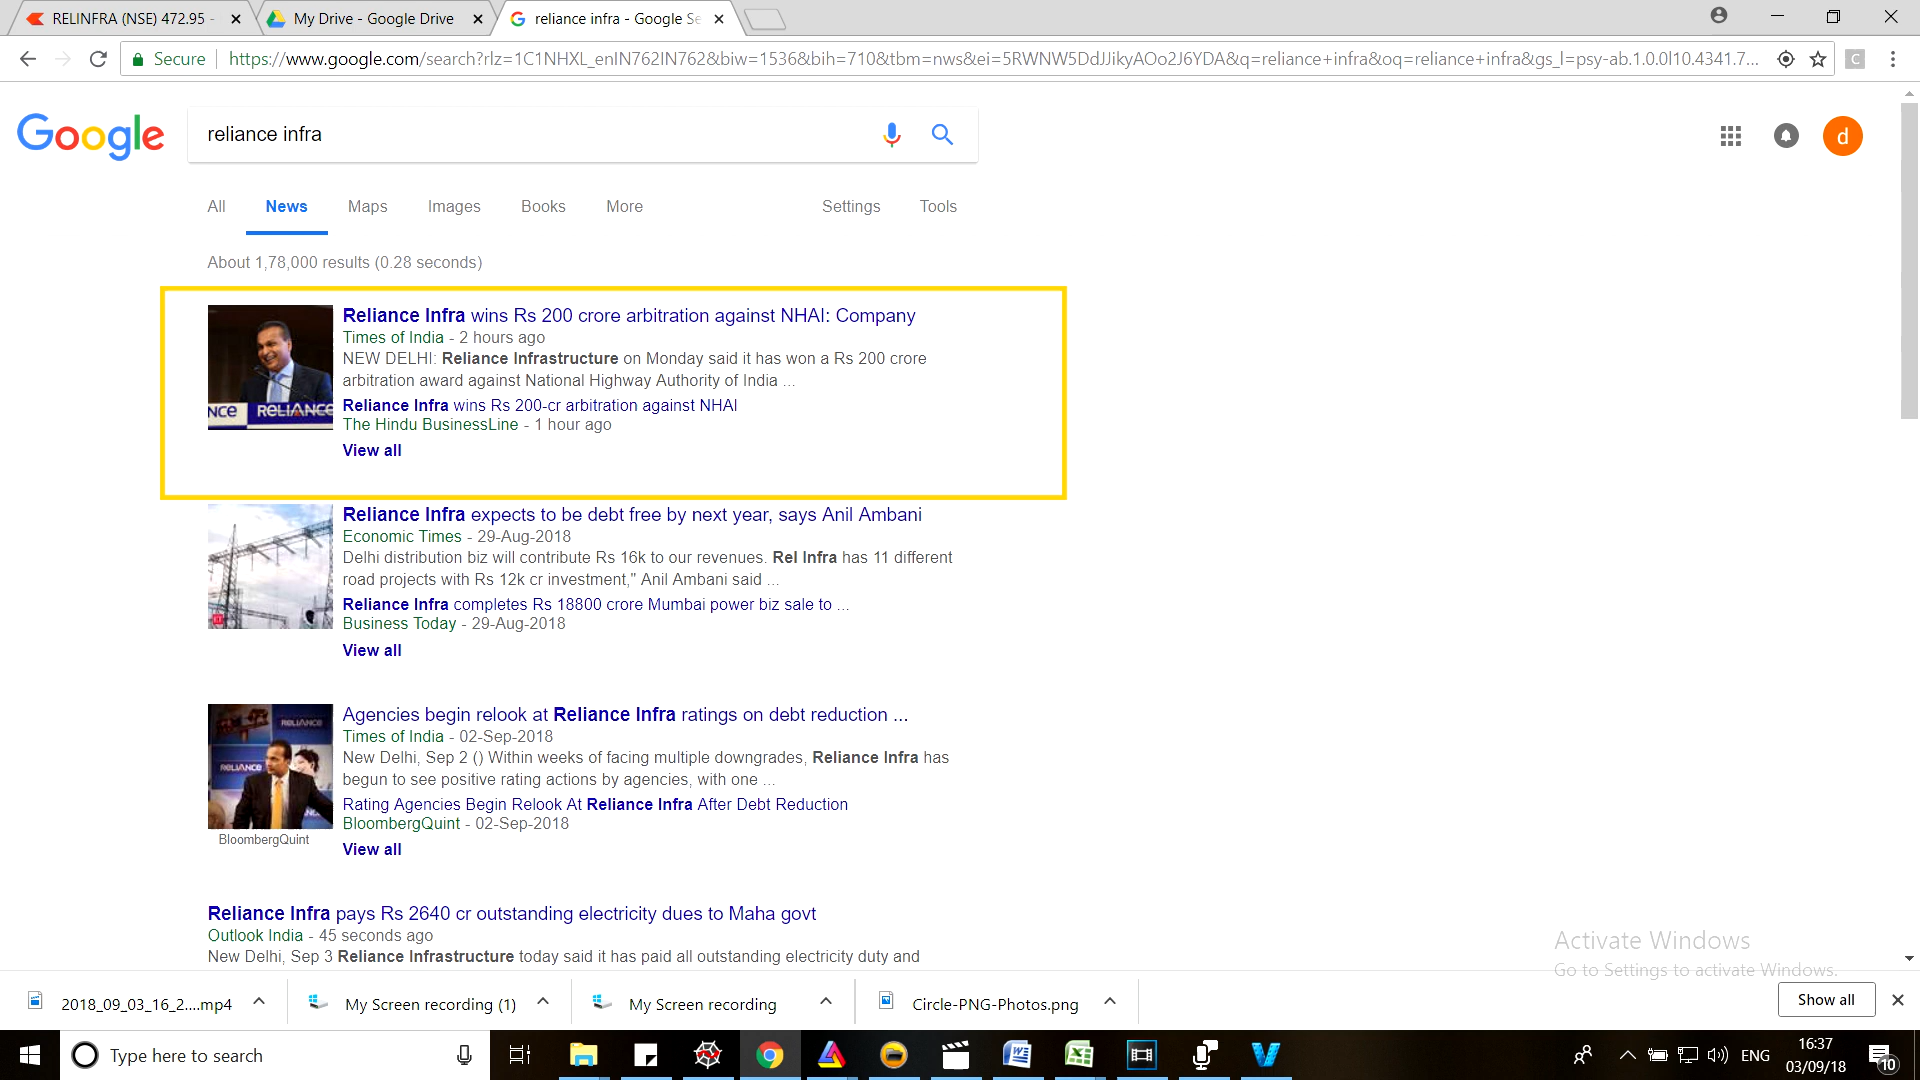 RELINFRA (NSE) 472.95 -
My Drive - Google Drive
reliance infra - Google Se
Secure
https://www.google.com/search?rlz=1C1NHXL_enIN762IN762&biw=1536&bih=710&tbm=nws&ei=5RWNW5DdJJikyAOo2J6YDA&q=reliance+infra&oq=reliance+infra&gs_l=psy-ab.1.0.0l10.4341.7...
C
Google
reliance infra
d
All
News
Maps
Images
Books
More
Settings
Tools
About 1,78,000 results (0.28 seconds)
NCE
RELIANCE
Reliance Infra wins Rs 200 crore arbitration against NHAI: Company
Times of India - 2 hours ago
NEW DELHI: Reliance Infrastructure on Monday said it has won a Rs 200 crore
arbitration award against National Highway Authority of India ...
Reliance Infra wins Rs 200-cr arbitration against NHAI
The Hindu BusinessLine - 1 hour ago
View all
Reliance Infra expects to be debt free by next year, says Anil Ambani
Economic Times - 29-Aug-2018
Delhi distribution biz will contribute Rs 16k to our revenues. Rel Infra has 11 different
road projects with Rs 12k cr investment," Anil Ambani said ...
Reliance Infra completes Rs 18800 crore Mumbai power biz sale to ...
Business Today - 29-Aug-2018
View all
RELIANCE
RELIANCE
BloombergQuint
Agencies begin relook at Reliance Infra ratings on debt reduction ...
Times of India - 02-Sep-2018
New Delhi, Sep 2 () Within weeks of facing multiple downgrades, Reliance Infra has
begun to see positive rating actions by agencies, with one ...
Rating Agencies Begin Relook At Reliance Infra After Debt Reduction
BloombergQuint - 02-Sep-2018
View all
Reliance Infra pays Rs 2640 cr outstanding electricity dues to Maha govt
Outlook India - 45 seconds ago
New Delhi, Sep 3 Reliance Infrastructure today said it has paid all outstanding electricity duty and
Activate Windows
Go to Settings to activate Windows.
2018_09_03_16_2....mp4
My Screen recording (1)
My Screen recording
Circle-PNG-Photos.png
Show all
Type here to search
ENG
16:37
03/09/18
10